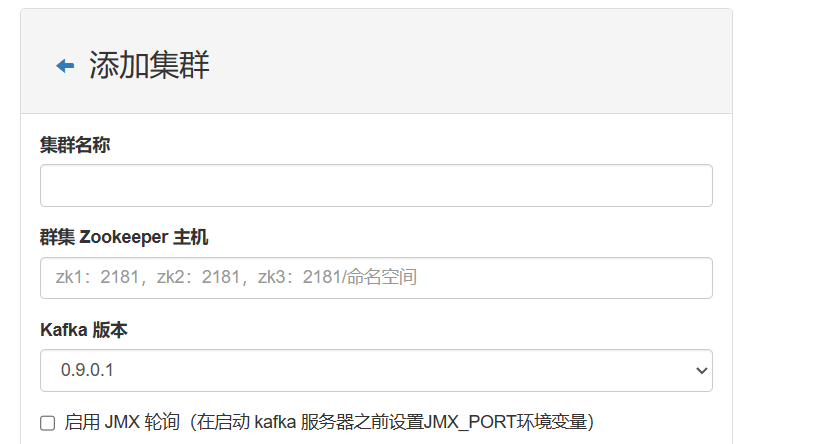 添加集群
集群名称
群集 Zookeeper 主机
zk1：2181，zk2：2181，zk3：2181/命名空间
Kafka 版本
0.9.0.1
启用 JMX 轮询（在启动 kafka 服务器之前设置JMX_PORT环境变量）